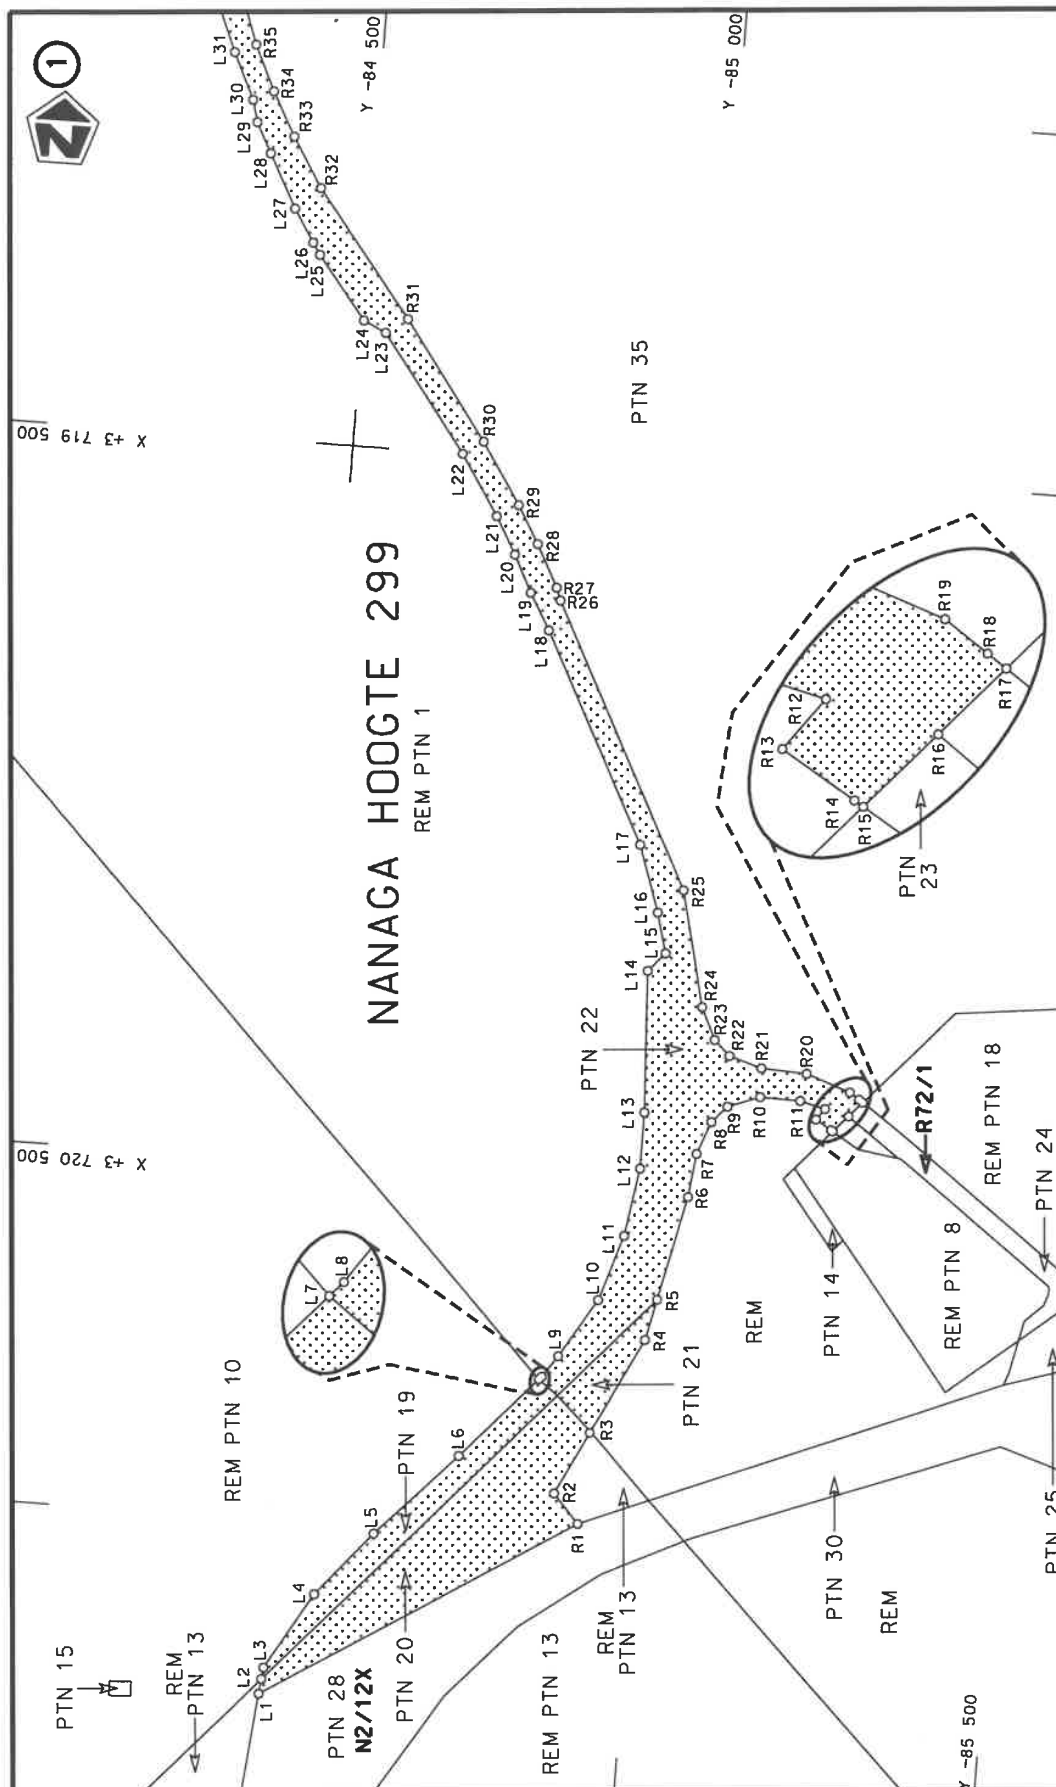 1
N
L31
L30
L29
L28
L27
L26
L25
L24
L23
L22
L21
L20
L19
L18
L17
L16
L15
L14
L13
L12
L11
L10
L9
L8
L7
L6
L5
L4
L3
L2
L1
R35
R34
R33
R32
R31
R30
R29
R28
R27
R26
R25
R24
R23
R22
R21
R20
R11
R10
R9
R8
R7
R6
R5
R4
R3
R2
R1
R12
R13
R14
R15
R16
R17
R18
R19
Y -84 500
Y -85 000
Y -85 500
X +3 719 500
X +3 720 500
NANAGA HOOGTE 299
REM PTN 1
PTN 35
PTN 23
PTN 22
R72/1
REM PTN 18
PTN 24
REM PTN 8
PTN 14
REM
PTN 21
REM PTN 10
PTN 19
PTN 20
PTN 15
REM
PTN 13
PTN 28
N2/12X
REM PTN 13
REM
PTN 13
PTN 30
REM
PTN 25